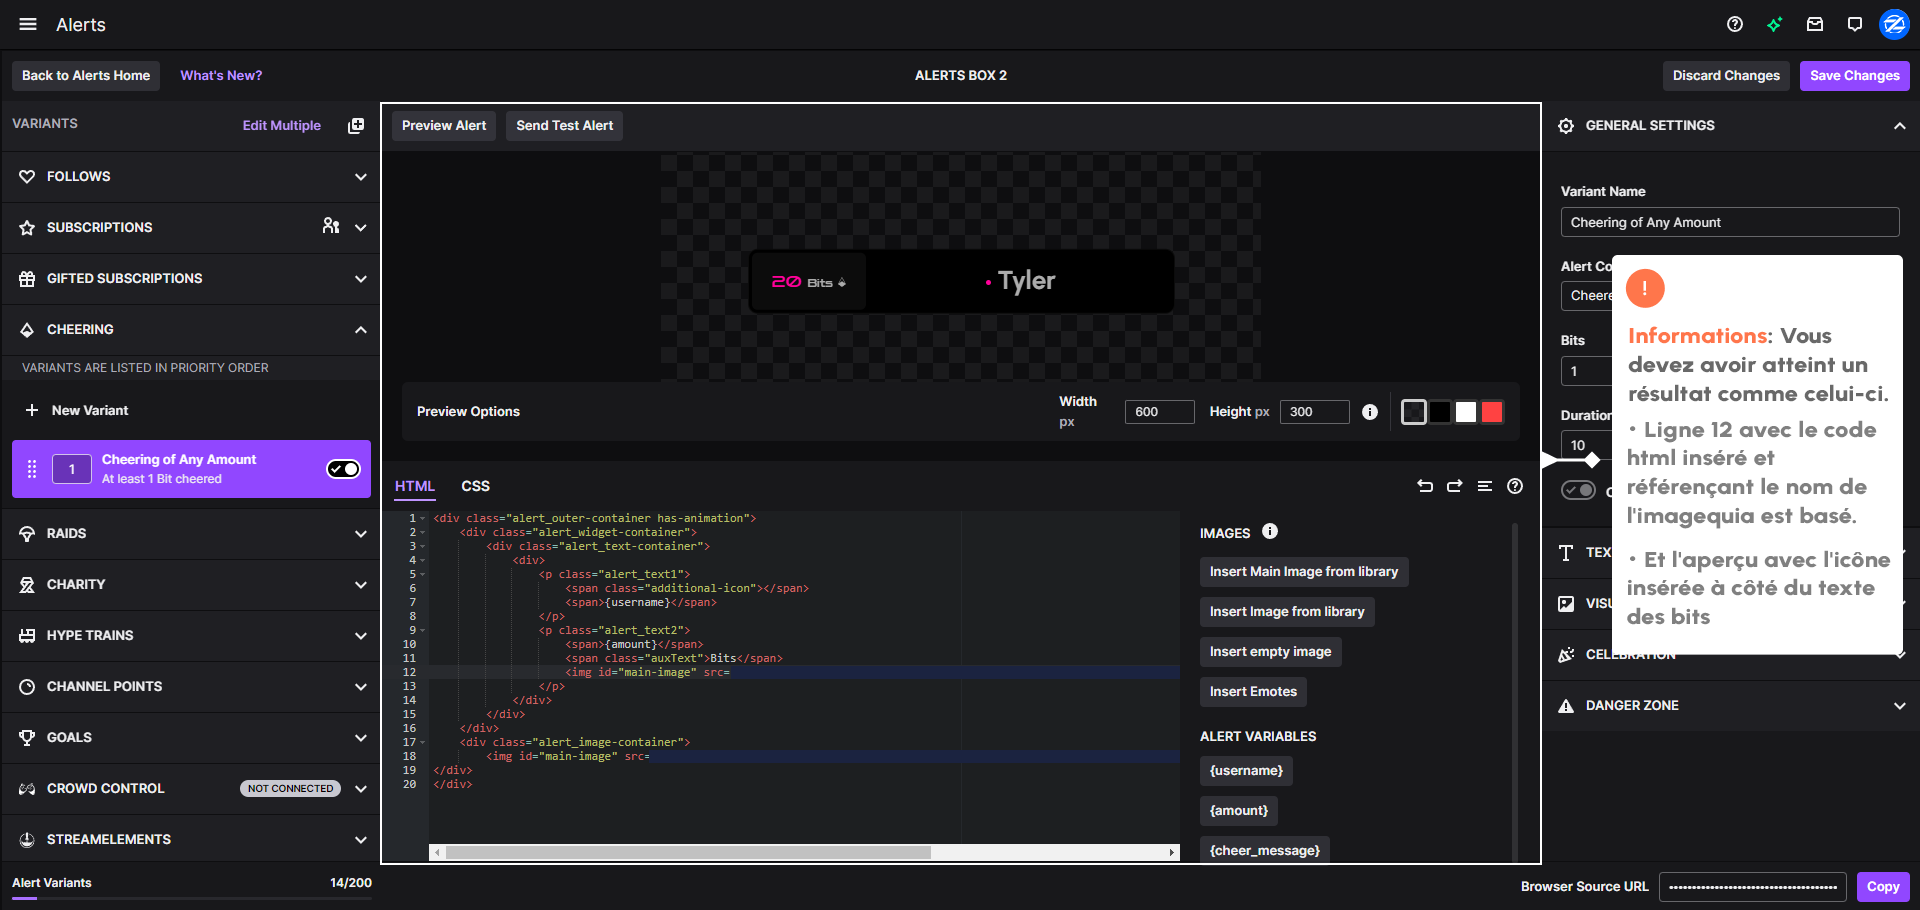 Alerts
Back to Alerts Home
What's New?
ALERTS BOX 2
Discard Changes
Save Changes
VARIANTS
Edit Multiple
FOLLOWS
SUBSCRIPTIONS
GIFTED SUBSCRIPTIONS
CHEERING
VARIANTS ARE LISTED IN PRIORITY ORDER
New Variant
1
Cheering of Any Amount
At least 1 Bit cheered
RAIDS
CHARITY
HYPE TRAINS
CHANNEL POINTS
GOALS
CROWD CONTROL
NOT CONNECTED
STREAMELEMENTS
Alert Variants
14/200
Preview Alert
Send Test Alert
20 Bits
• Tyler
Preview Options
Width
px
600
Height px
300
HTML
CSS
1 <div class="alert_outer-container has-animation">
2 <div class="alert_widget-container">
3 <div class="alert_text-container">
4 <div>
5 <p class="alert_text1">
6 <span class="additional-icon"></span>
7 <span>{username}</span>
8 </p>
9 <p class="alert_text2">
10 <span>{amount}</span>
11 <span class="auxText">Bits</span>
12 <img id="main-image" src=
13 </p>
14 </div>
15 </div>
16 </div>
17 <div class="alert_image-container">
18 <img id="main-image" src=
19 </div>
20 </div>
IMAGES
Insert Main Image from library
Insert Image from library
Insert empty image
Insert Emotes
ALERT VARIABLES
{username}
{amount}
{cheer_message}
GENERAL SETTINGS
Variant Name
Cheering of Any Amount
Alert Co
Cheere
Bits
1
Duration
10
TEX
VISU
CELEBRATION
DANGER ZONE
!
Informations: Vous
devez avoir atteint un
résultat comme celui-ci.
• Ligne 12 avec le code
html inséré et
référençant le nom de
l'imagequia est basé.
• Et l'aperçu avec l'icône
insérée à côté du texte
des bits
Browser Source URL
Copy